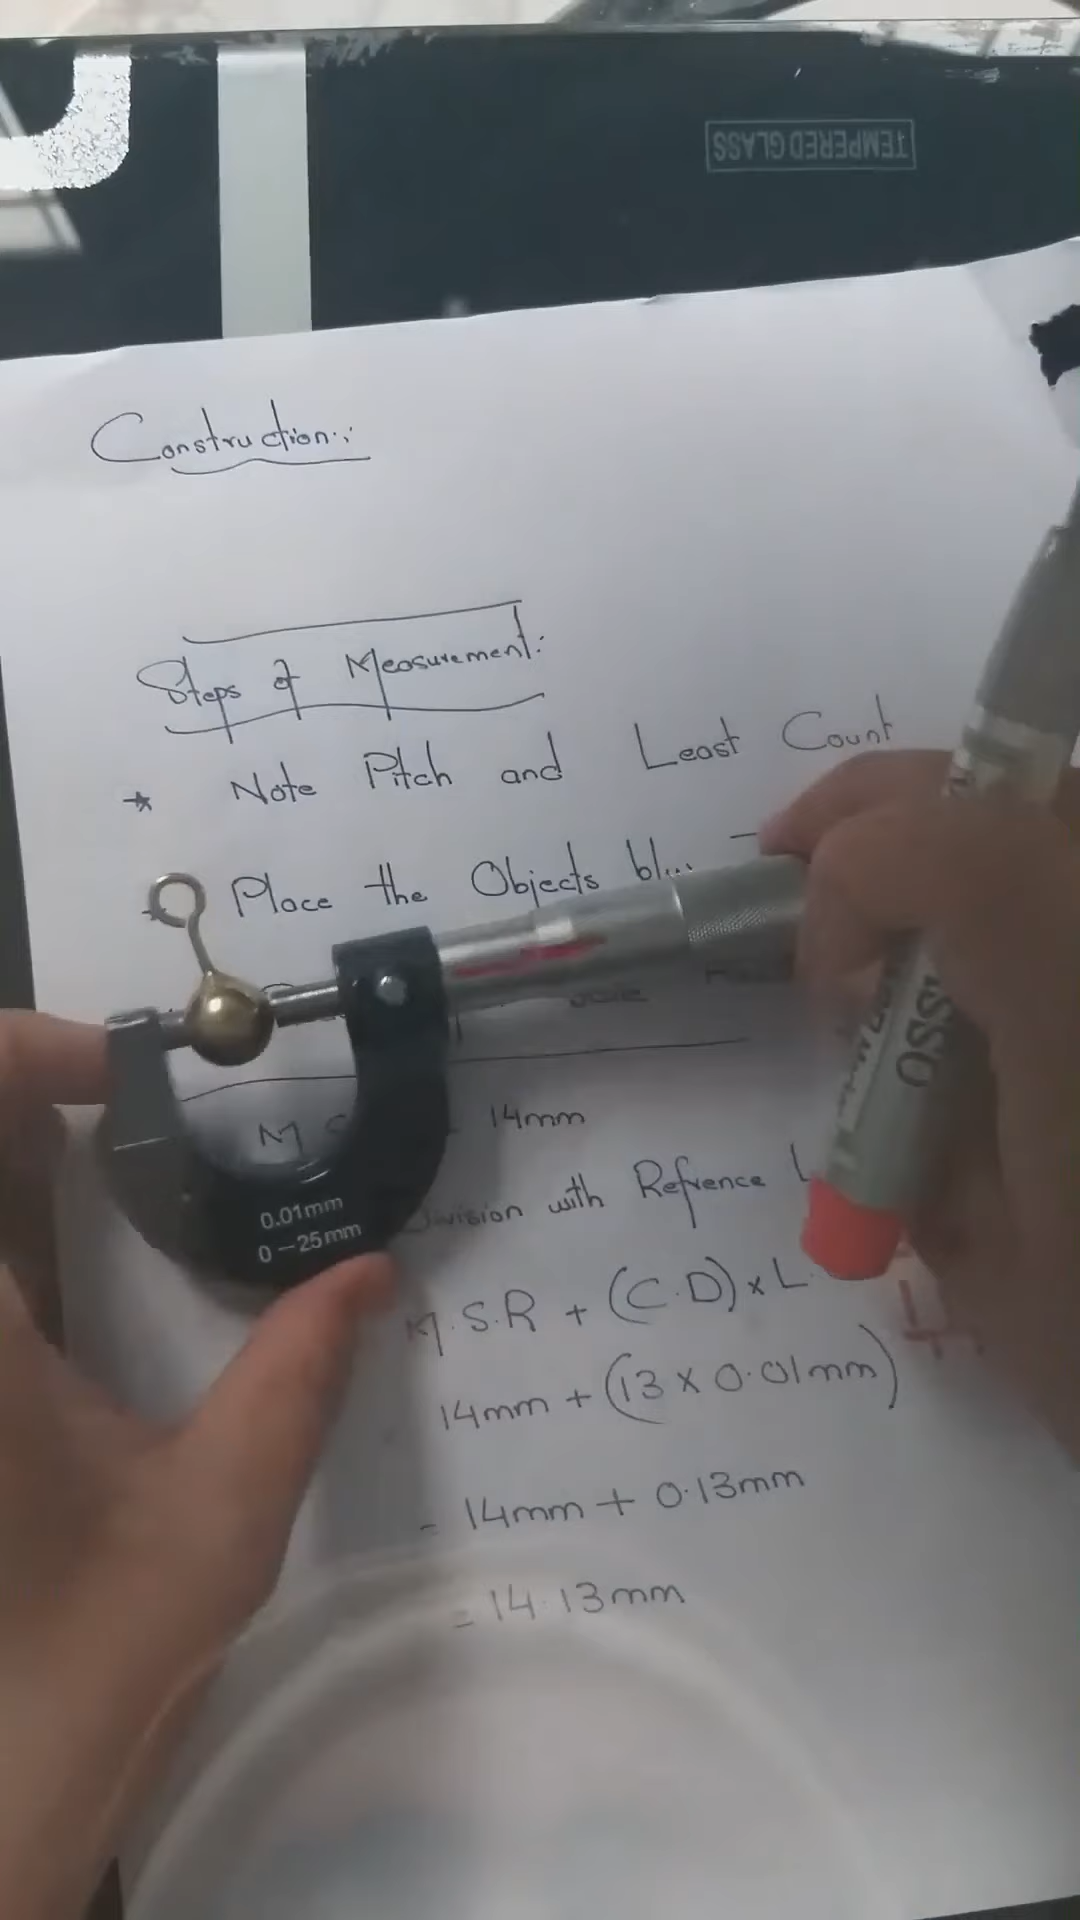 TEMPERED GLASS
Construction:
Steps of Measurement:
* Note Pitch and Least Count
* Place the Objects b/w
14mm
Division with Refrence
M.S.R + (C.D) x L.
14mm + (13 x 0.01mm)
= 14mm + 0.13mm
= 14.13mm
0.01mm
0-25mm
OSSO